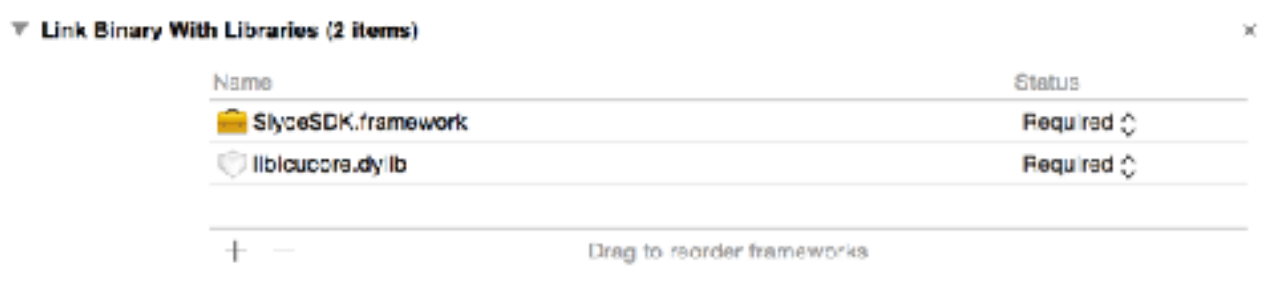 Link Binary With Libraries (2 items)
Name Status
SlyceSDK.framework Required
libicucore.dylib Required
+ − Drag to reorder frameworks